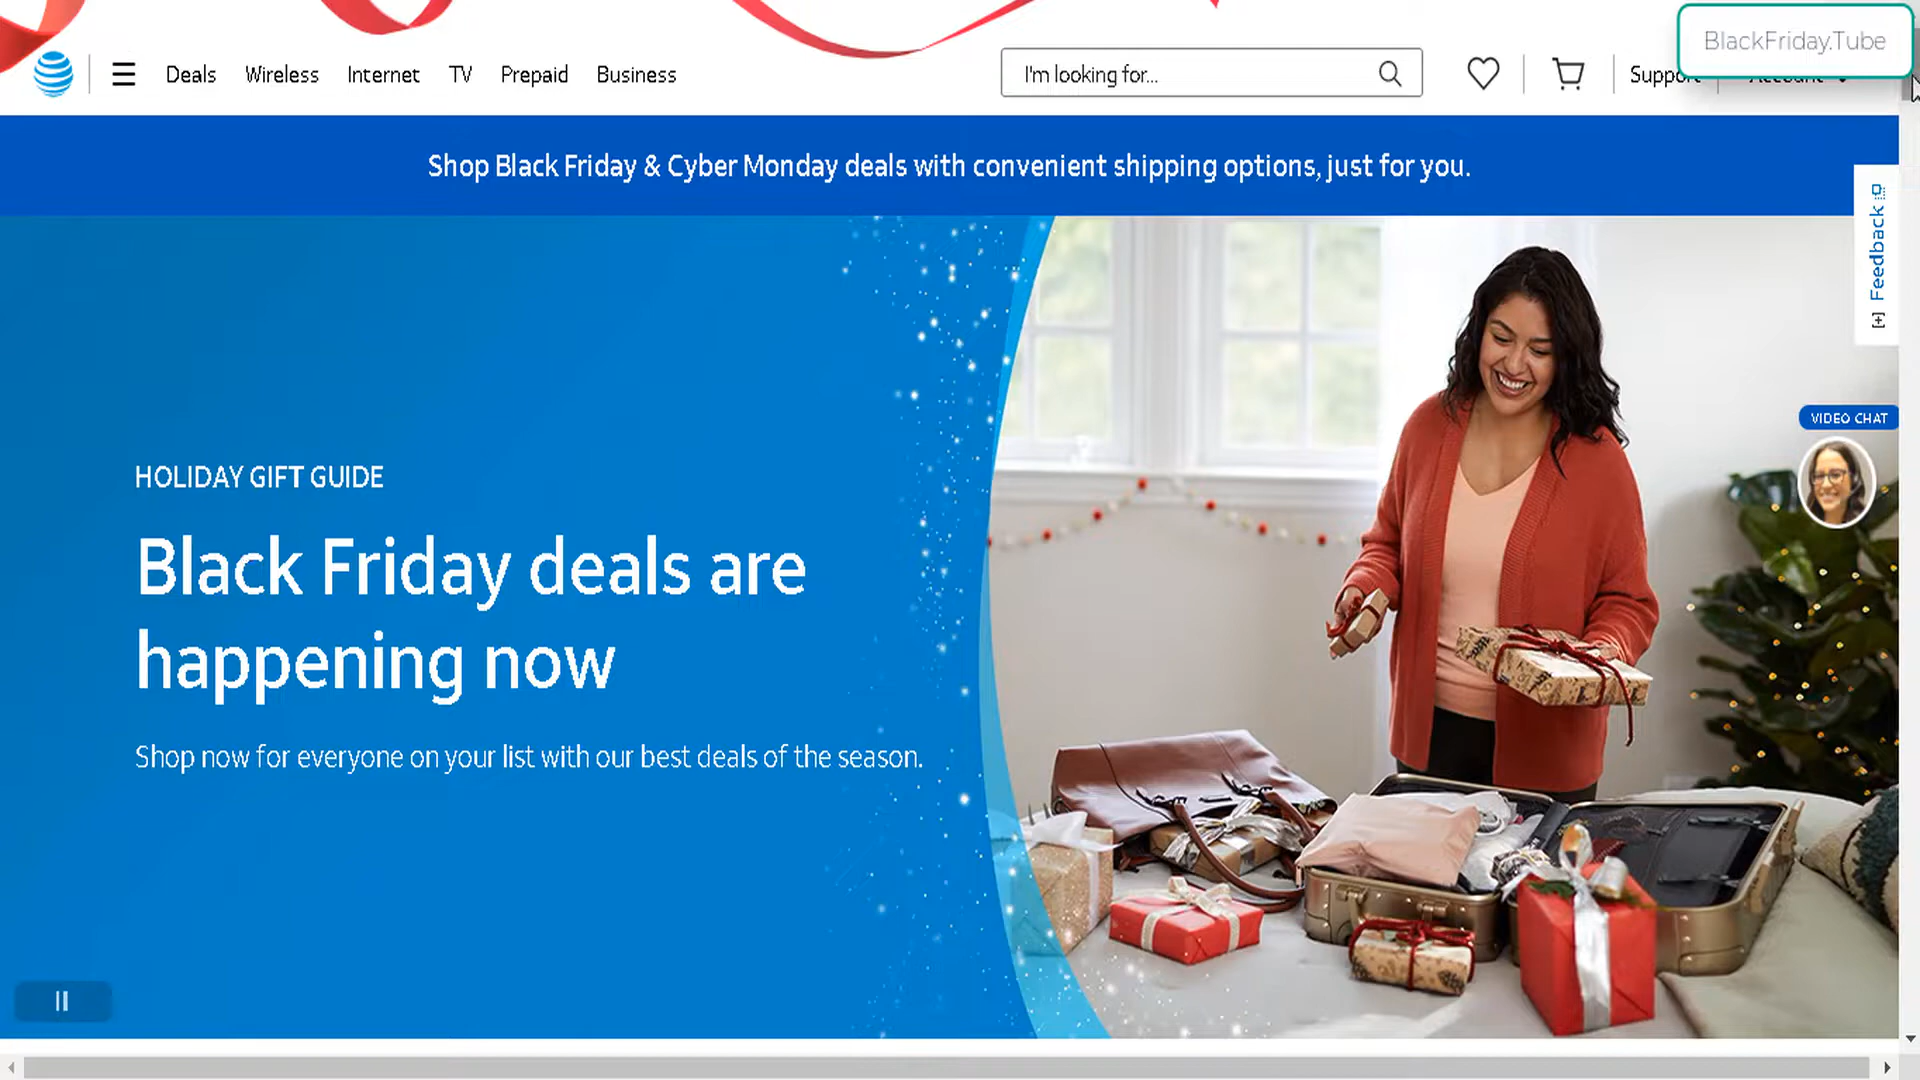 BlackFriday.Tube
Deals Wireless Internet TV Prepaid Business
I'm looking for...
Support Account
Shop Black Friday & Cyber Monday deals with convenient shipping options, just for you.
[+] Feedback
VIDEO CHAT
HOLIDAY GIFT GUIDE
Black Friday deals are
happening now
Shop now for everyone on your list with our best deals of the season.